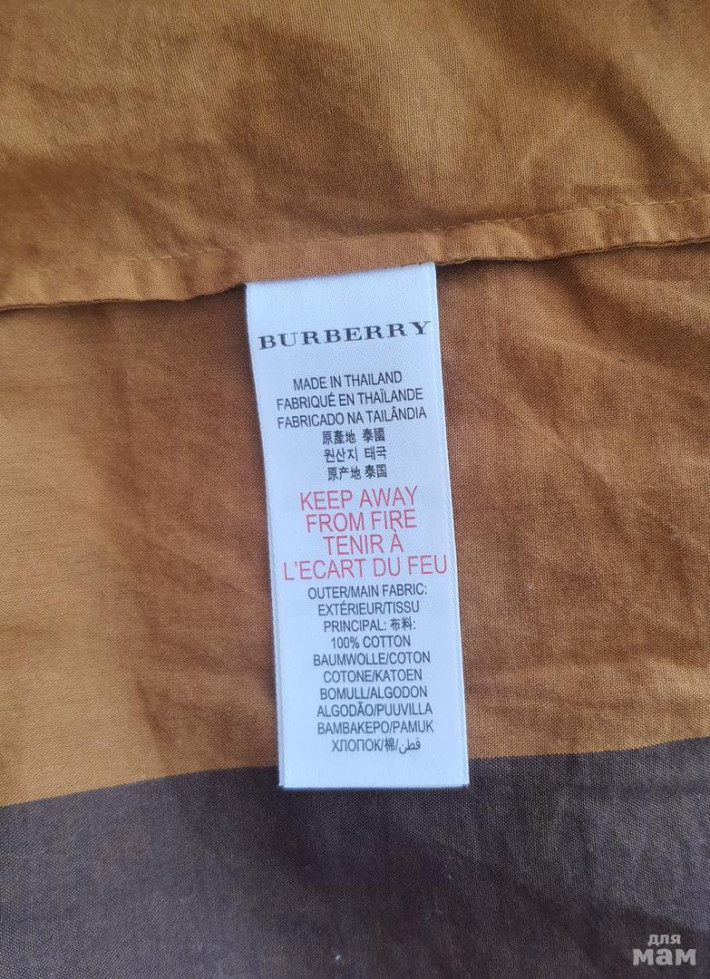 BURBERRY
MADE IN THAILAND
FABRIQUÉ EN THAÏLANDE
FABRICADO NA TAILÂNDIA
原產地 泰國
원산지 태국
原产地 泰国
KEEP AWAY
FROM FIRE
TENIR À
L'ECART DU FEU
OUTER/MAIN FABRIC:
EXTÉRIEUR/TISSU
PRINCIPAL: 布料:
100% COTTON
BAUMWOLLE/COTON
COTONE/KATOEN
BOMULL/ALGODON
ALGODÃO/PUUVILLA
BAMBAKEPO/PAMUK
ХЛОПОК/棉/قطن
для
мам